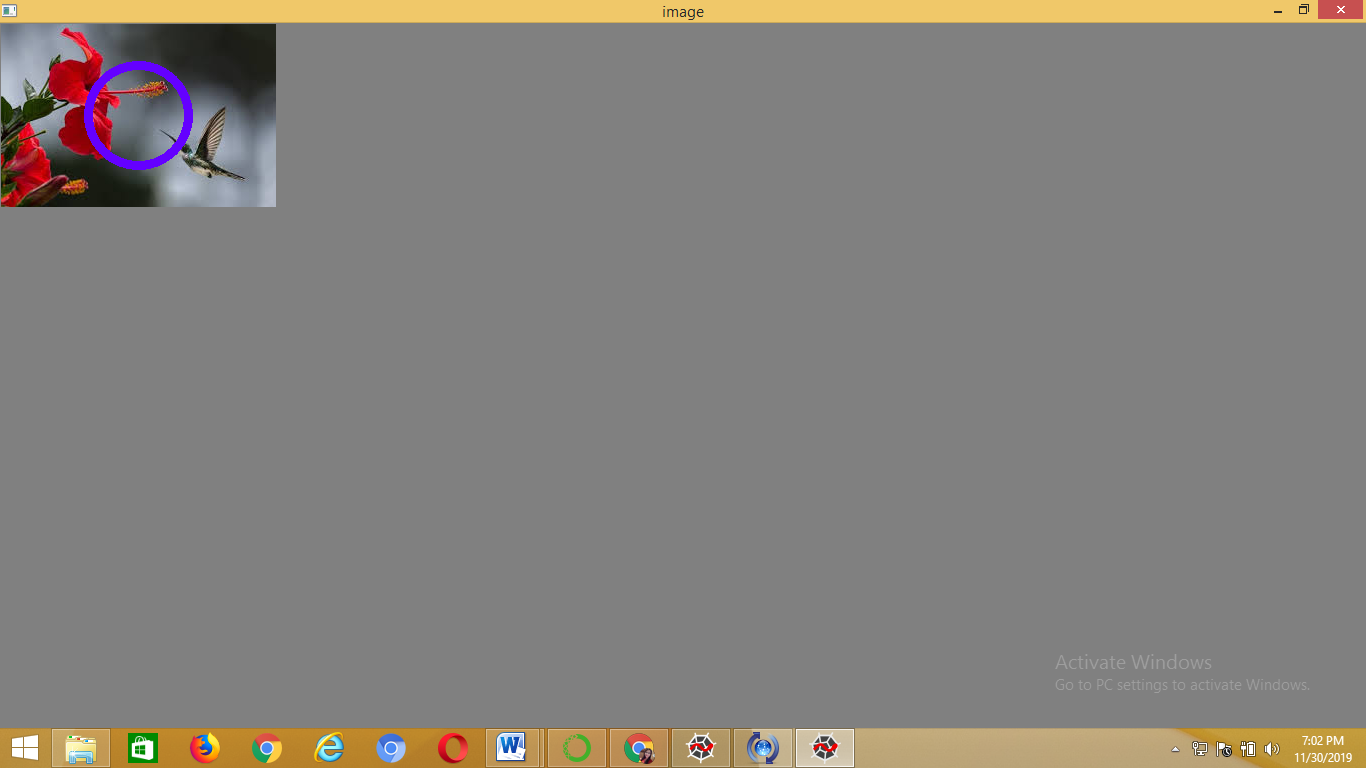 image
Activate Windows
Go to PC settings to activate Windows.
7:02 PM
11/30/2019